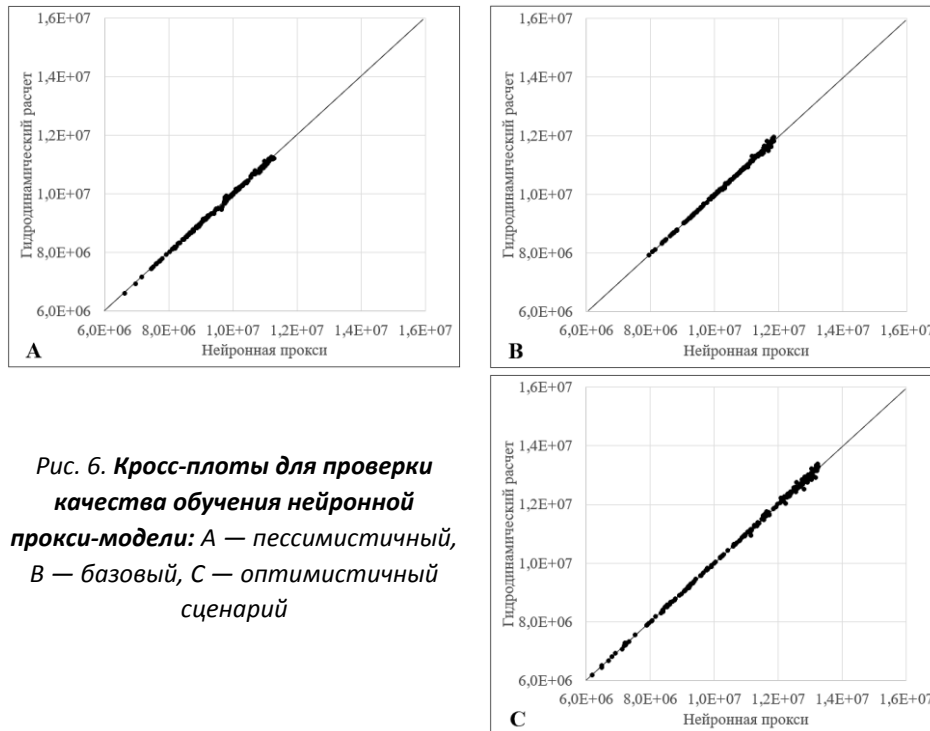 1,6E+07
1,4E+07
1,2E+07
1,0E+07
8,0E+06
6,0E+06
Гидродинамический расчет
6,0E+06 8,0E+06 1,0E+07 1,2E+07 1,4E+07 1,6E+07
Нейронная прокси
A
1,6E+07
1,4E+07
1,2E+07
1,0E+07
8,0E+06
6,0E+06
Гидродинамический расчет
6,0E+06 8,0E+06 1,0E+07 1,2E+07 1,4E+07 1,6E+07
Нейронная прокси
B
Рис. 6. Кросс-плоты для проверки
качества обучения нейронной
прокси-модели: A — пессимистичный,
B — базовый, C — оптимистичный
сценарий
1,6E+07
1,4E+07
1,2E+07
1,0E+07
8,0E+06
6,0E+06
Гидродинамический расчет
6,0E+06 8,0E+06 1,0E+07 1,2E+07 1,4E+07 1,6E+07
Нейронная прокси
C